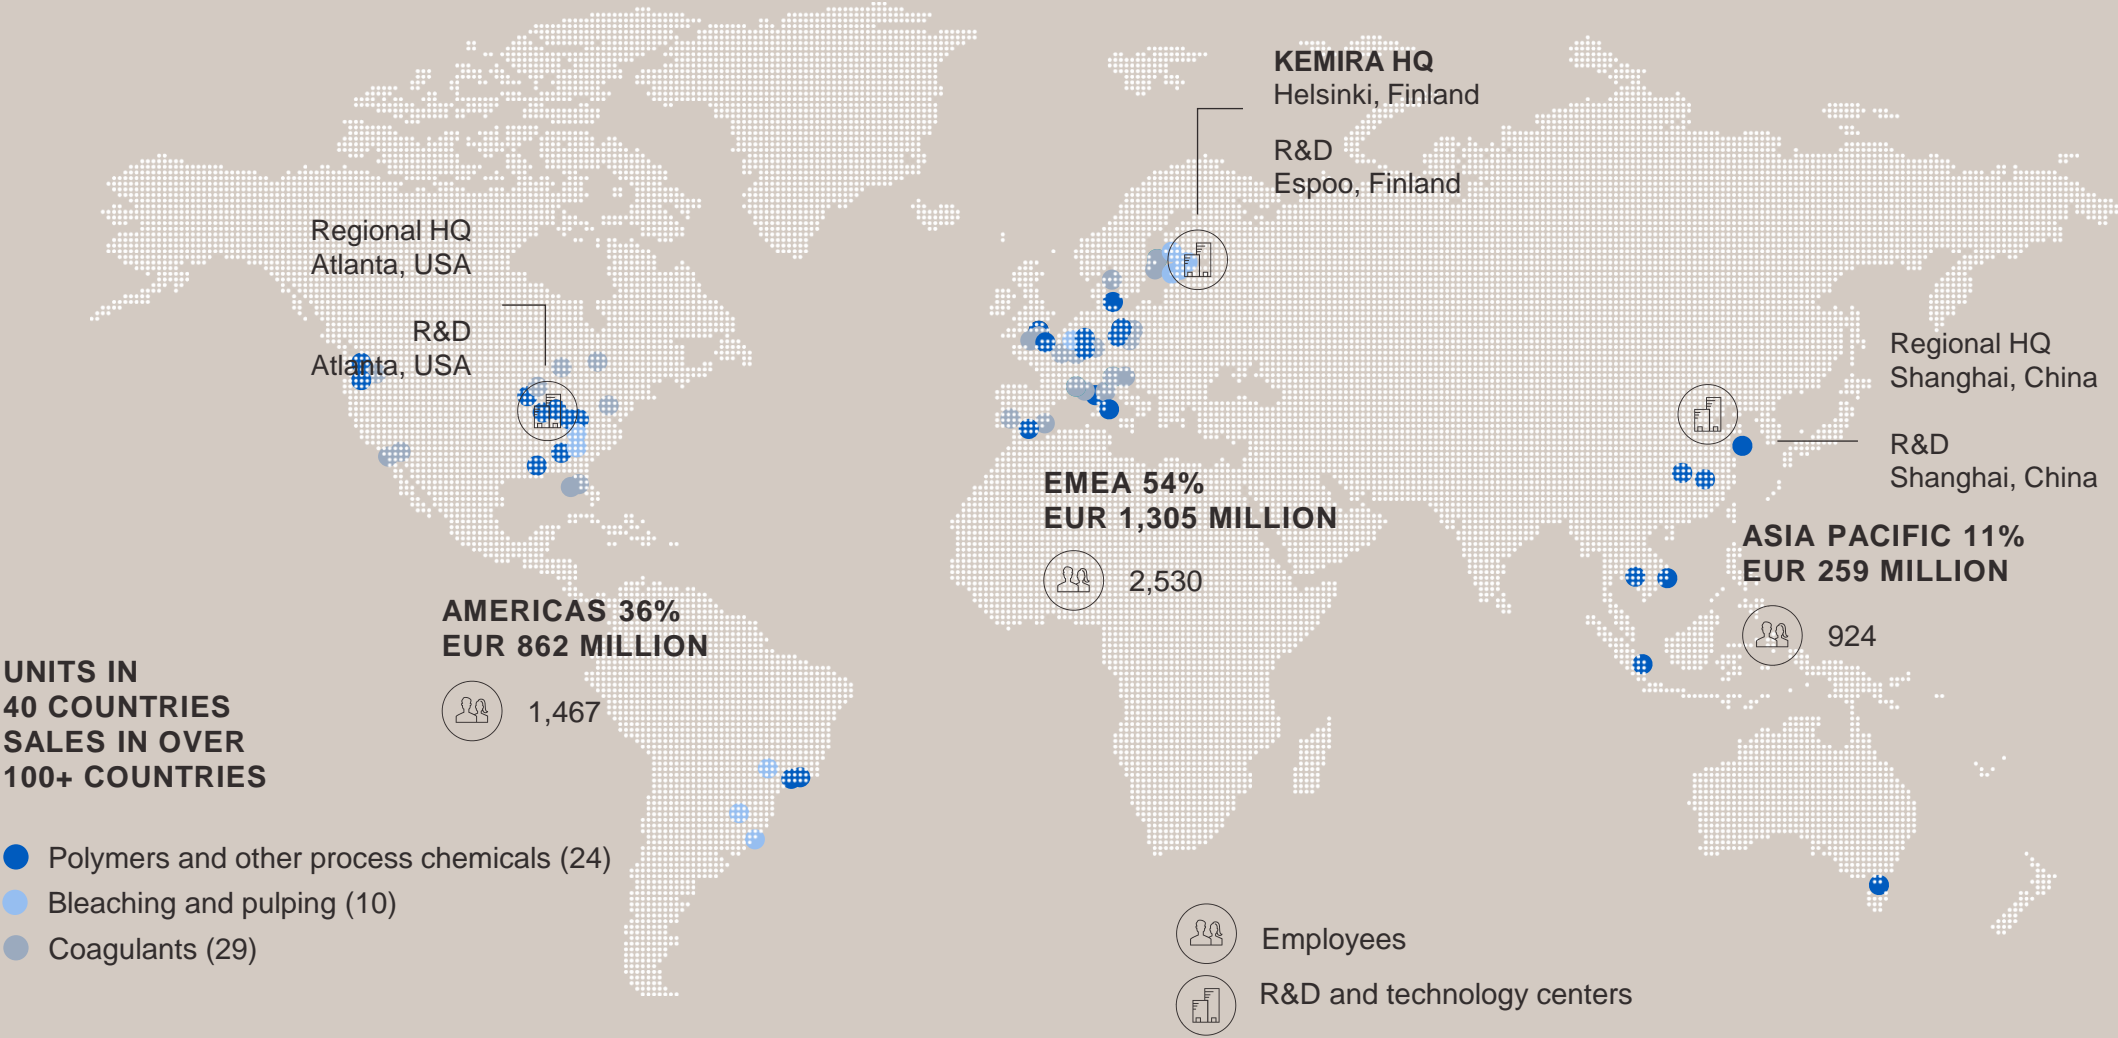 KEMIRA HQ
Helsinki, Finland
R&D
Espoo, Finland
Regional HQ
Atlanta, USA
R&D
Atlanta, USA
Regional HQ
Shanghai, China
R&D
Shanghai, China
EMEA 54%
EUR 1,305 MILLION
2,530
ASIA PACIFIC 11%
EUR 259 MILLION
924
AMERICAS 36%
EUR 862 MILLION
1,467
UNITS IN
40 COUNTRIES
SALES IN OVER
100+ COUNTRIES
Polymers and other process chemicals (24)
Bleaching and pulping (10)
Coagulants (29)
Employees
R&D and technology centers